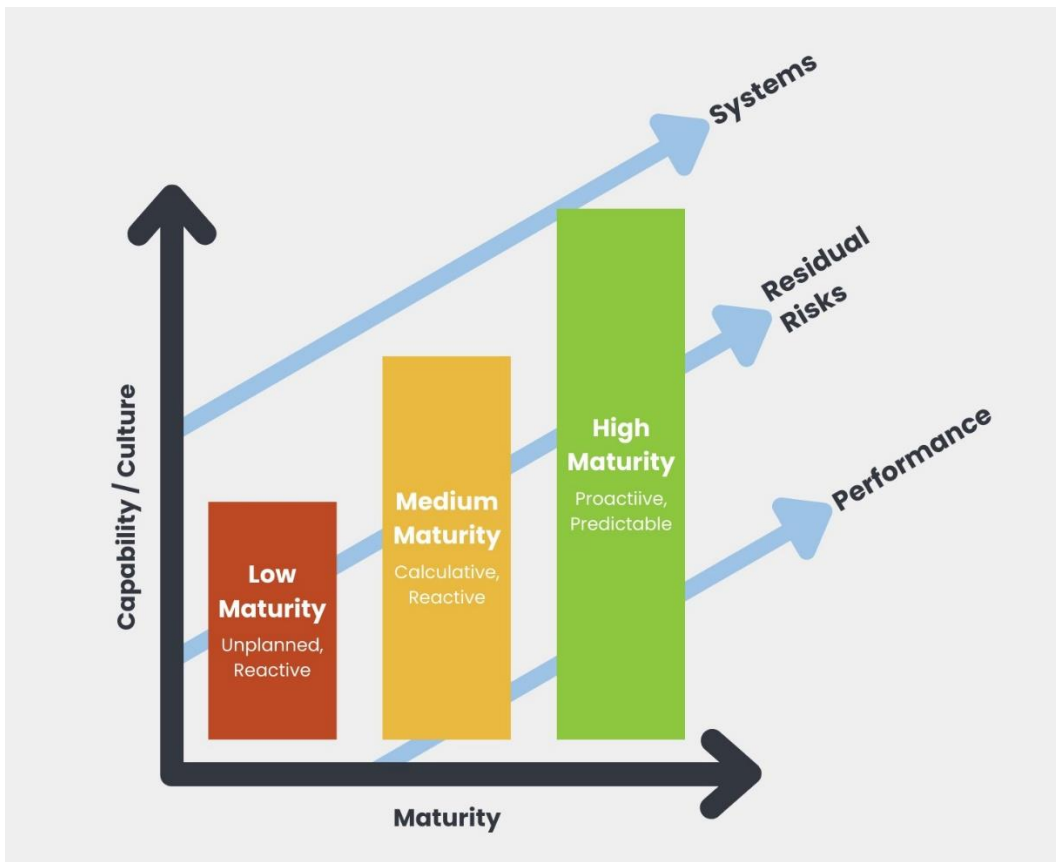 Systems
Residual
Risks
Performance
Capability / Culture
High
Maturity
Proactiive,
Predictable
Medium
Maturity
Calculative,
Reactive
Low
Maturity
Unplanned,
Reactive
Maturity